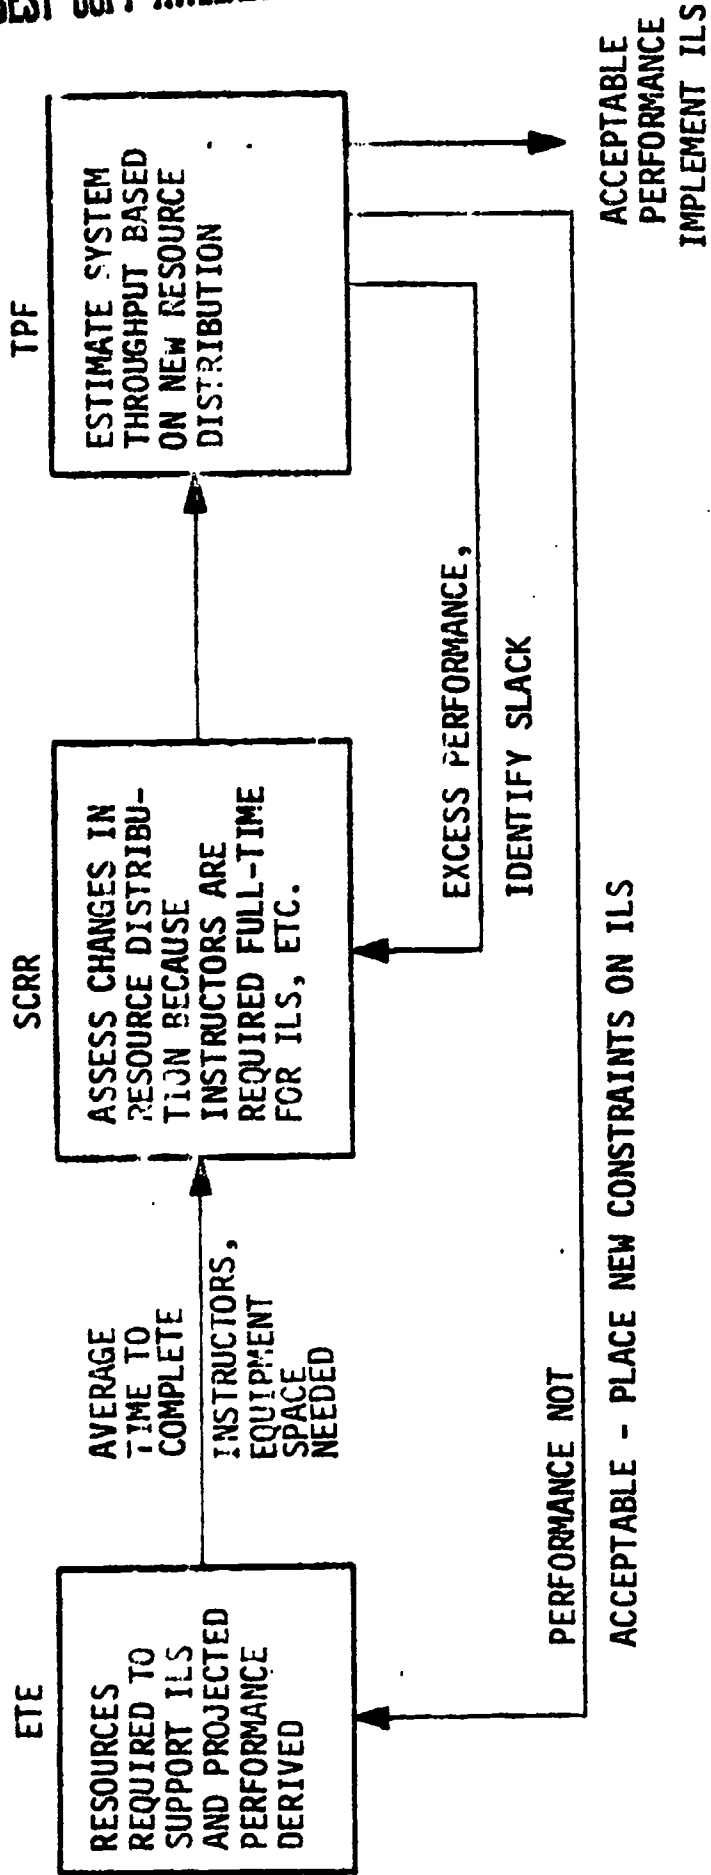 BEST COPY
ETE
RESOURCES
REQUIRED TO
SUPPORT ILS
AND PROJECTED
PERFORMANCE
DERIVED
AVERAGE
TIME TO
COMPLETE
INSTRUCTORS,
EQUIPMENT
SPACE
NEEDED
SCRR
ASSESS CHANGES IN
RESOURCE DISTRIBU-
TION BECAUSE
INSTRUCTORS ARE
REQUIRED FULL-TIME
FOR ILS, ETC.
TPF
ESTIMATE SYSTEM
THROUGHPUT BASED
ON NEW RESOURCE
DISTRIBUTION
EXCESS PERFORMANCE,
IDENTIFY SLACK
PERFORMANCE NOT
ACCEPTABLE - PLACE NEW CONSTRAINTS ON ILS
ACCEPTABLE
PERFORMANCE
IMPLEMENT ILS